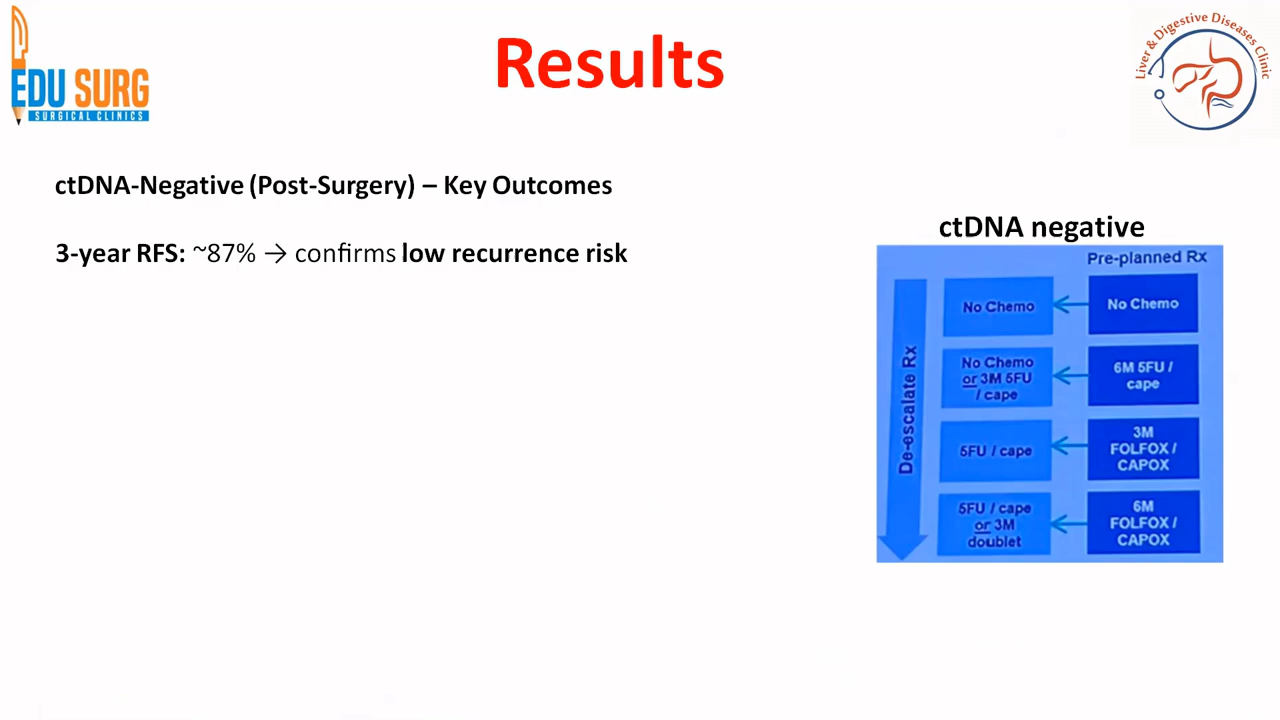 EDU SURG
SURGICAL CLINICS
Results
Liver & Digestive Diseases Clinic
ctDNA-Negative (Post-Surgery) – Key Outcomes
3-year RFS: ~87% → confirms low recurrence risk
ctDNA negative
Pre-planned Rx
De-escalate Rx
No Chemo
No Chemo
No Chemo
or 3M 5FU
/ cape
6M 5FU /
cape
5FU / cape
3M
FOLFOX /
CAPOX
5FU / cape
or 3M
doublet
6M
FOLFOX /
CAPOX